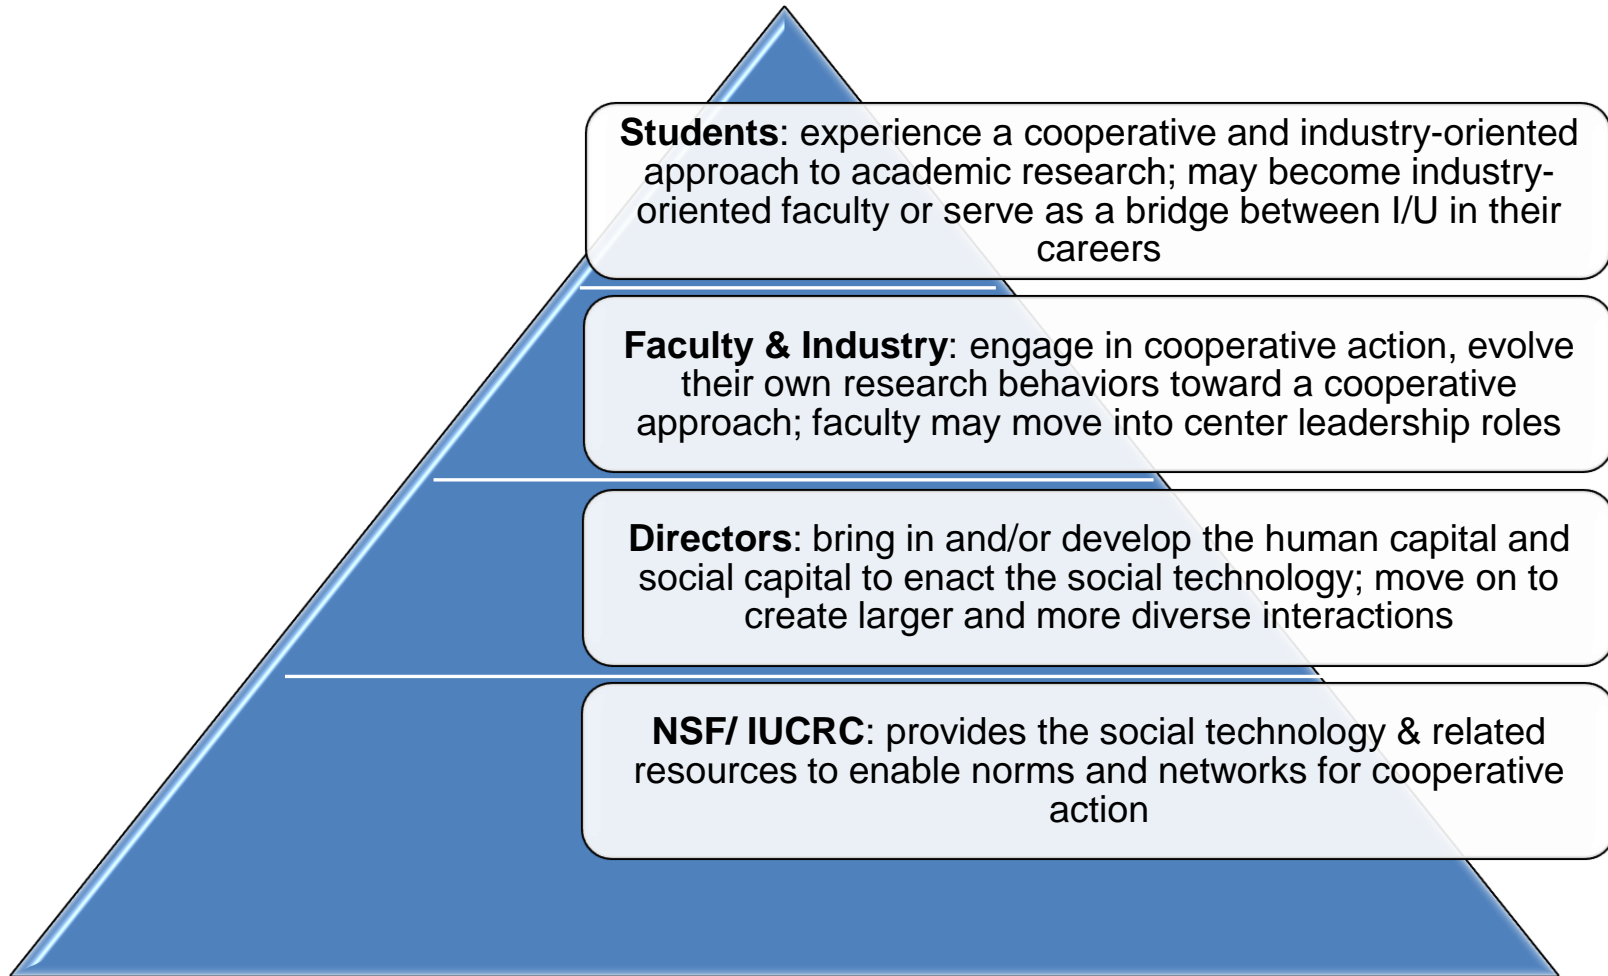 Students: experience a cooperative and industry-oriented
approach to academic research; may become industry-
oriented faculty or serve as a bridge between I/U in their
careers
Faculty & Industry: engage in cooperative action, evolve
their own research behaviors toward a cooperative
approach; faculty may move into center leadership roles
Directors: bring in and/or develop the human capital and
social capital to enact the social technology; move on to
create larger and more diverse interactions
NSF/ IUCRC: provides the social technology & related
resources to enable norms and networks for cooperative
action